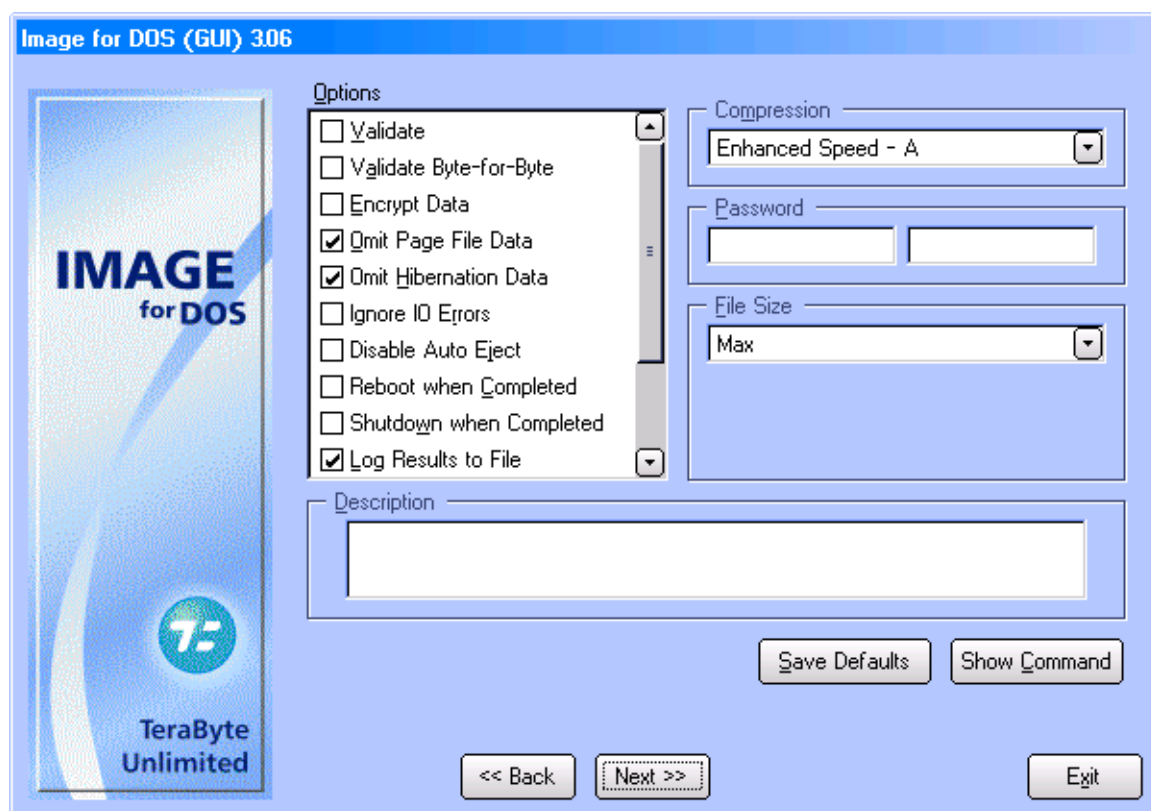 Image for DOS (GUI) 3.06
IMAGE
for DOS
TeraByte
Unlimited
Options
Validate
Validate Byte-for-Byte
Encrypt Data
Omit Page File Data
Omit Hibernation Data
Ignore IO Errors
Disable Auto Eject
Reboot when Completed
Shutdown when Completed
Log Results to File
Compression
Enhanced Speed - A
Password
File Size
Max
Description
Save Defaults
Show Command
<< Back
Next >>
Exit